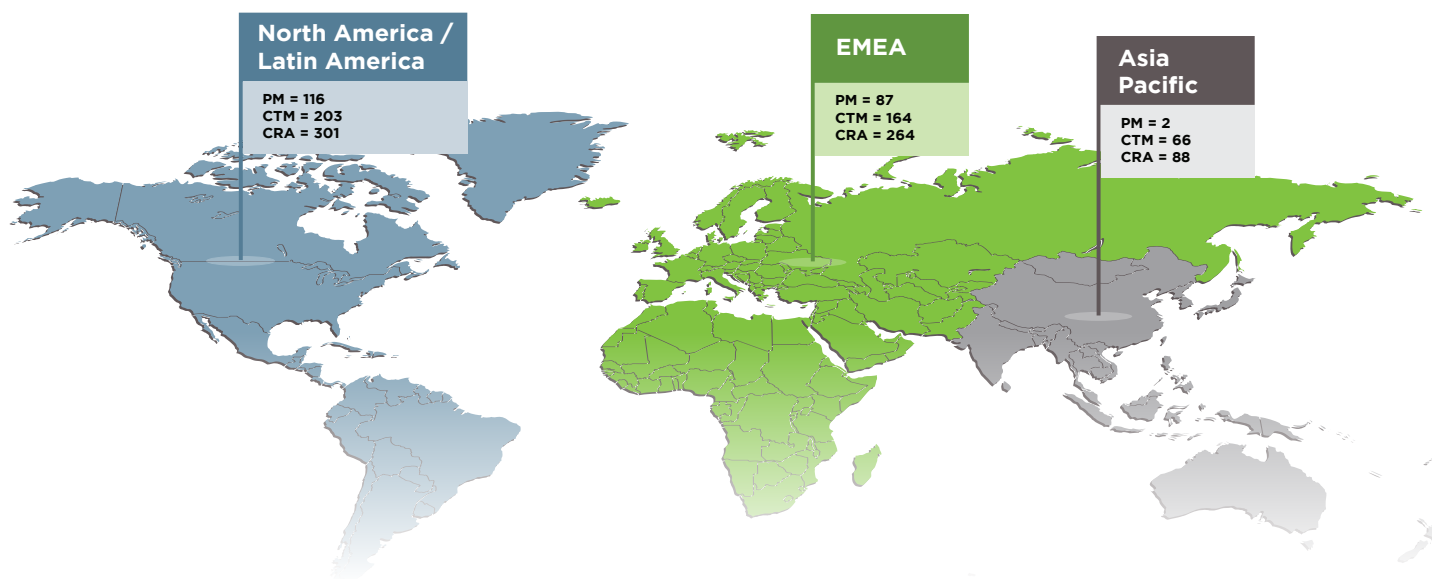 North America /
Latin America
PM = 116
CTM = 203
CRA = 301
EMEA
PM = 87
CTM = 164
CRA = 264
Asia
Pacific
PM = 2
CTM = 66
CRA = 88